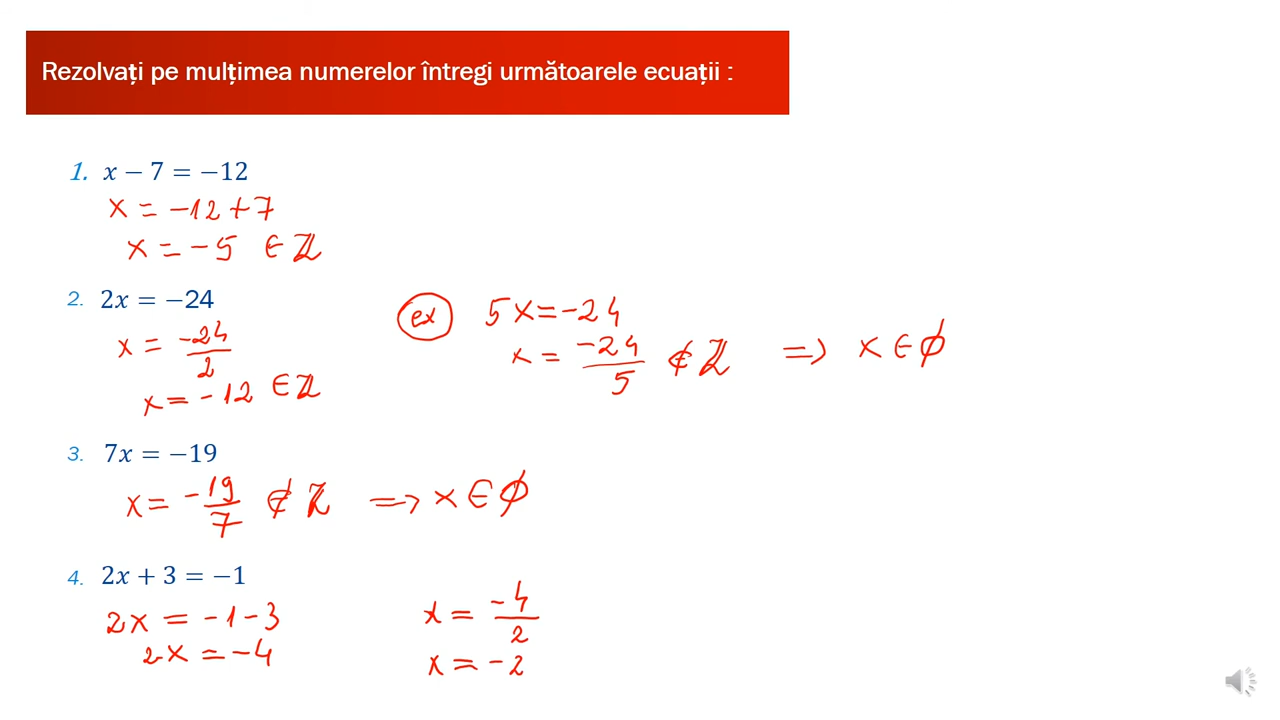 Rezolvați pe mulțimea numerelor întregi următoarele ecuații :
1. x − 7 = −12
x = −12 + 7
x = −5 ∈ ℤ
2. 2x = −24
x = −24/2
x = −12 ∈ ℤ
ex 5x = −24
x = −24/5 ∉ ℤ ⇒ x ∈ ∅
3. 7x = −19
x = −19/7 ∉ ℤ ⇒ x ∈ ∅
4. 2x + 3 = −1
2x = −1 − 3
2x = −4
x = −4/2
x = −2